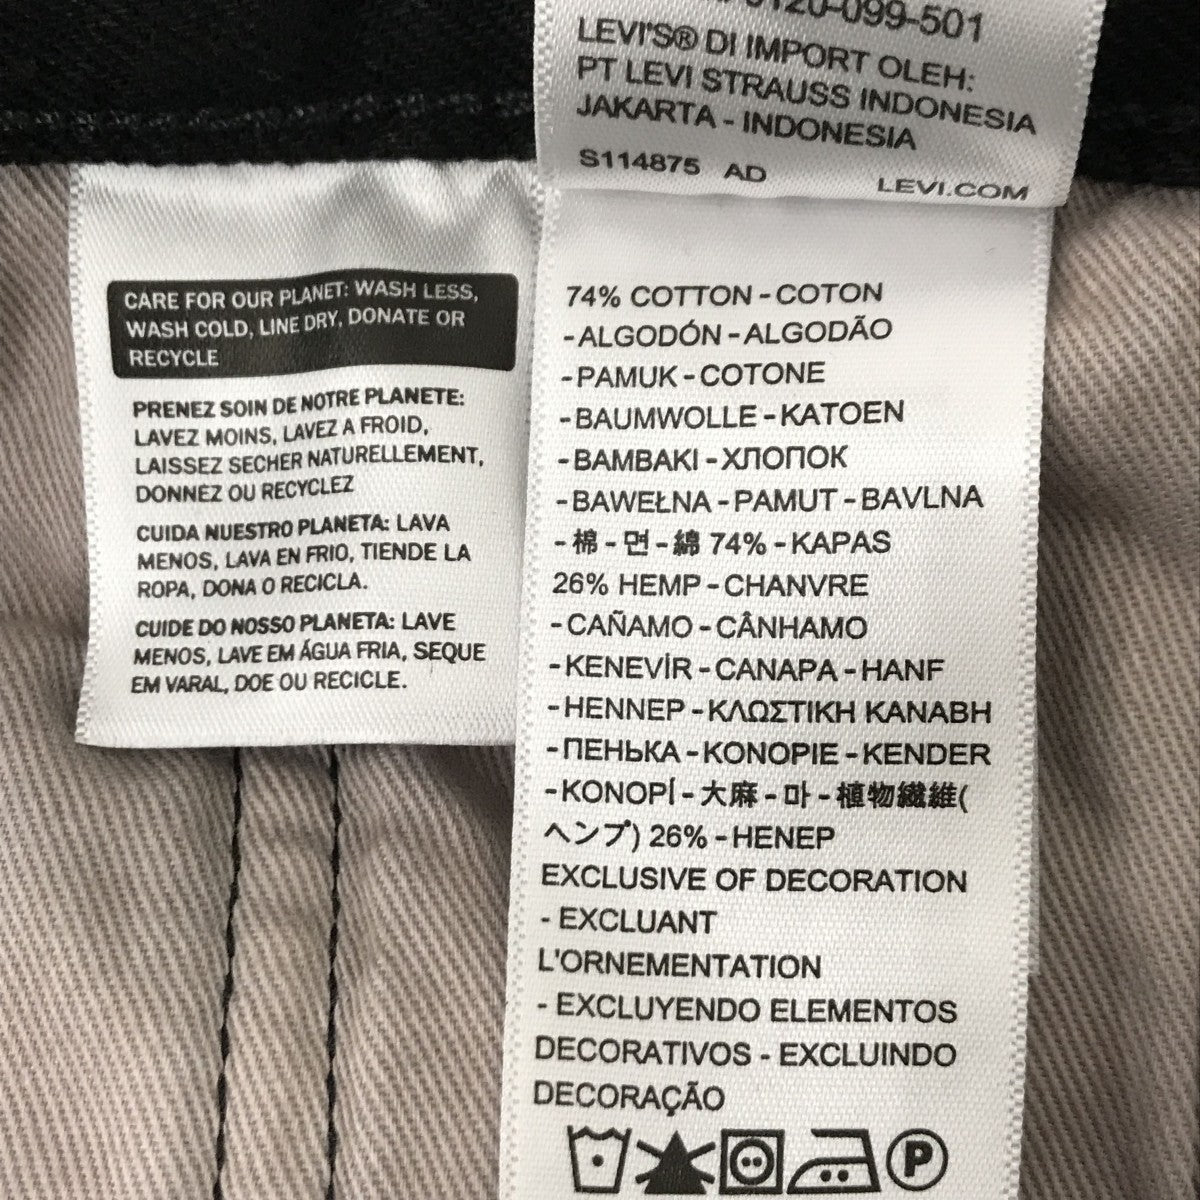 0120-099-501
LEVI'S® DI IMPORT OLEH:
PT LEVI STRAUSS INDONESIA
JAKARTA - INDONESIA
S114875 AD LEVI.COM
CARE FOR OUR PLANET: WASH LESS,
WASH COLD, LINE DRY, DONATE OR
RECYCLE
PRENEZ SOIN DE NOTRE PLANETE:
LAVEZ MOINS, LAVEZ A FROID,
LAISSEZ SECHER NATURELLEMENT,
DONNEZ OU RECYCLEZ
CUIDA NUESTRO PLANETA: LAVA
MENOS, LAVA EN FRIO, TIENDE LA
ROPA, DONA O RECICLA.
CUIDE DO NOSSO PLANETA: LAVE
MENOS, LAVE EM ÁGUA FRIA, SEQUE
EM VARAL, DOE OU RECICLE.
74% COTTON - COTON
- ALGODÓN - ALGODÃO
- PAMUK - COTONE
- BAUMWOLLE - KATOEN
- BAMBAKI - ХЛОПОК
- BAWEŁNA - PAMUT - BAVLNA
- 棉 - 면 - 綿 74% - KAPAS
26% HEMP - CHANVRE
- CAÑAMO - CÂNHAMO
- KENEVİR - CANAPA - HANF
- HENNEP - ΚΛΩΣΤΙΚΗ ΚΑΝΑΒΗ
- ПЕНЬКА - KONOPIE - KENDER
- KONOPÍ - 大麻 - 마 - 植物繊維(
ヘンプ) 26% - HENEP
EXCLUSIVE OF DECORATION
- EXCLUANT
L'ORNEMENTATION
- EXCLUYENDO ELEMENTOS
DECORATIVOS - EXCLUINDO
DECORAÇÃO
P